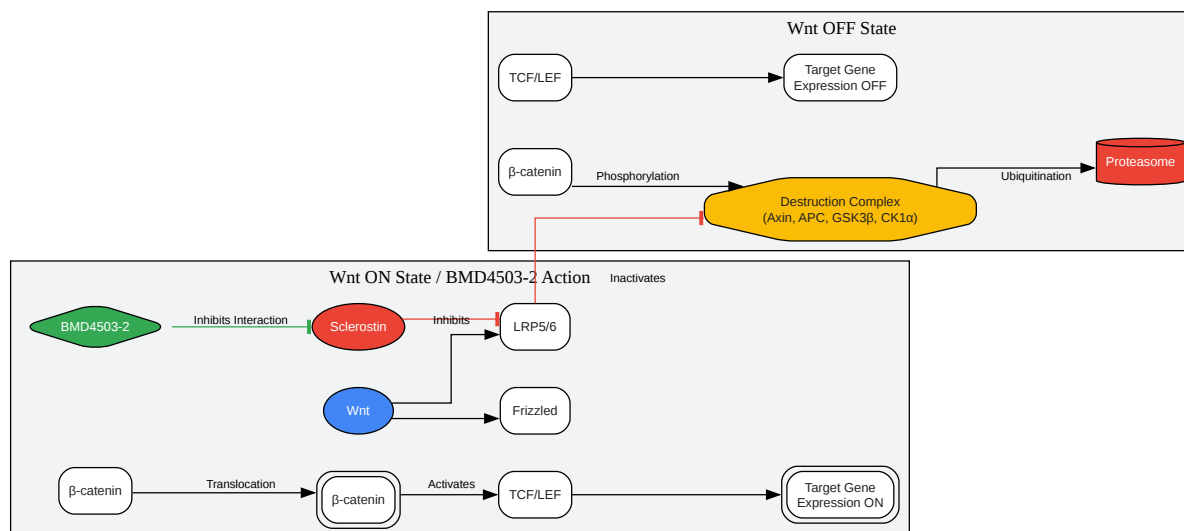 Wnt OFF State
TCF/LEF
Target Gene
Expression OFF
β-catenin
Phosphorylation
Destruction Complex
(Axin, APC, GSK3β, CK1α)
Ubiquitination
Proteasome
Wnt ON State / BMD4503-2 Action
Inactivates
BMD4503-2
Inhibits Interaction
Sclerostin
Inhibits
LRP5/6
Wnt
Frizzled
β-catenin
Translocation
β-catenin
Activates
TCF/LEF
Target Gene
Expression ON